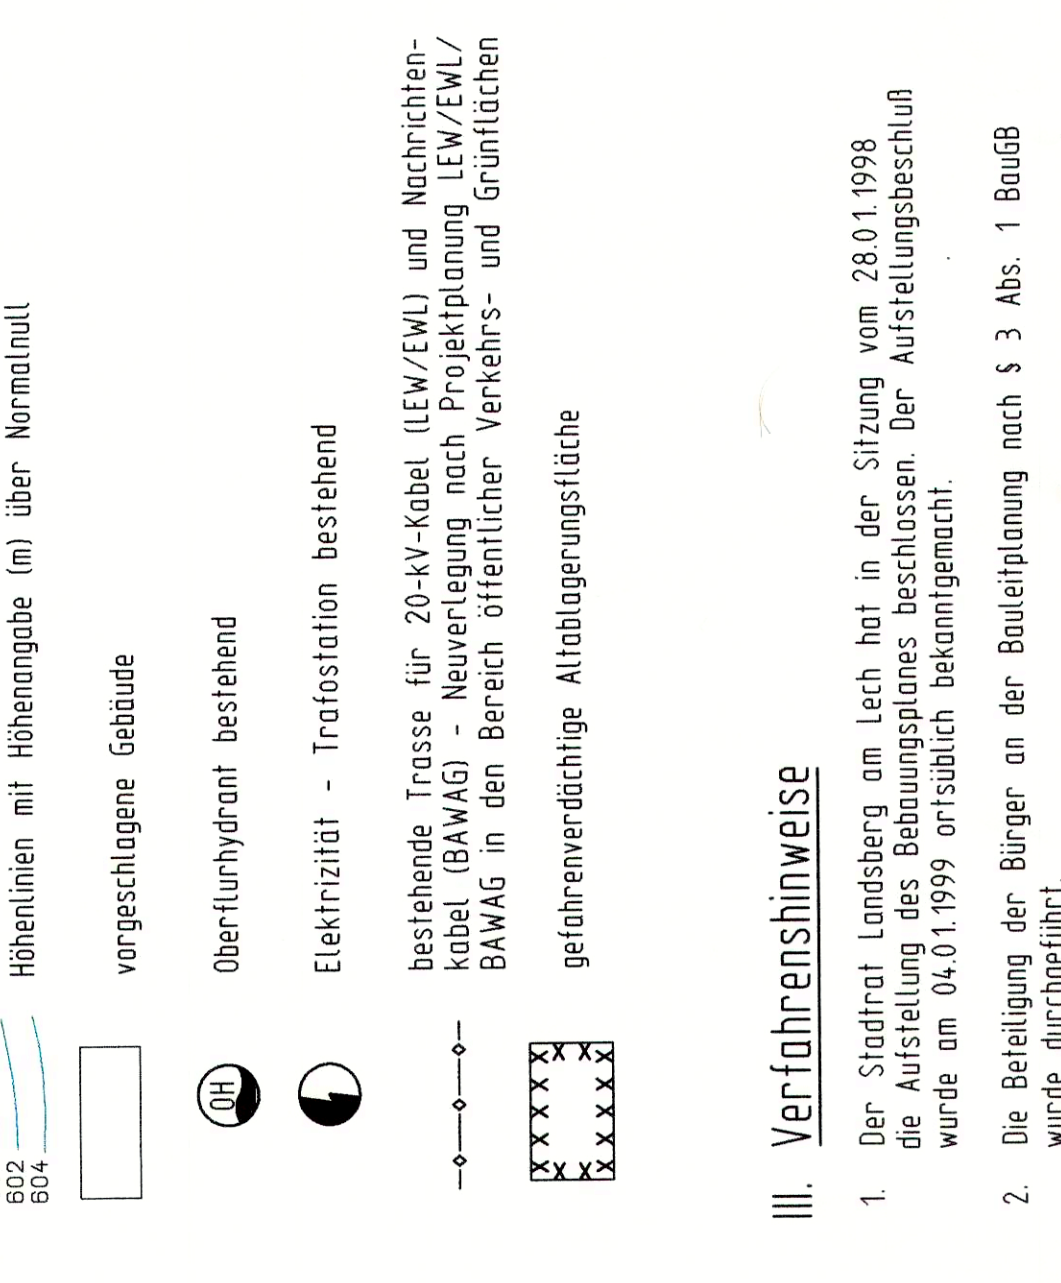 602
604
Höhenlinien mit Höhenangabe (m) über Normalnull
vorgeschlagene Gebäude
OH
Oberflurhydrant bestehend
Elektrizität - Trafostation bestehend
bestehende Trasse für 20-kV-Kabel (LEW/EWL) und Nachrichten-
kabel (BAWAG) - Neuverlegung nach Projektplanung LEW/EWL/
BAWAG in den Bereich öffentlicher Verkehrs- und Grünflächen
gefahrenverdächtige Altablagerungsfläche
III. Verfahrenshinweise
1. Der Stadtrat Landsberg am Lech hat in der Sitzung vom 28.01.1998
die Aufstellung des Bebauungsplanes beschlossen. Der Aufstellungsbeschluß
wurde am 04.01.1999 ortsüblich bekanntgemacht.
2. Die Beteiligung der Bürger an der Bauleitplanung nach § 3 Abs. 1 BauGB
wurde durchgeführt.